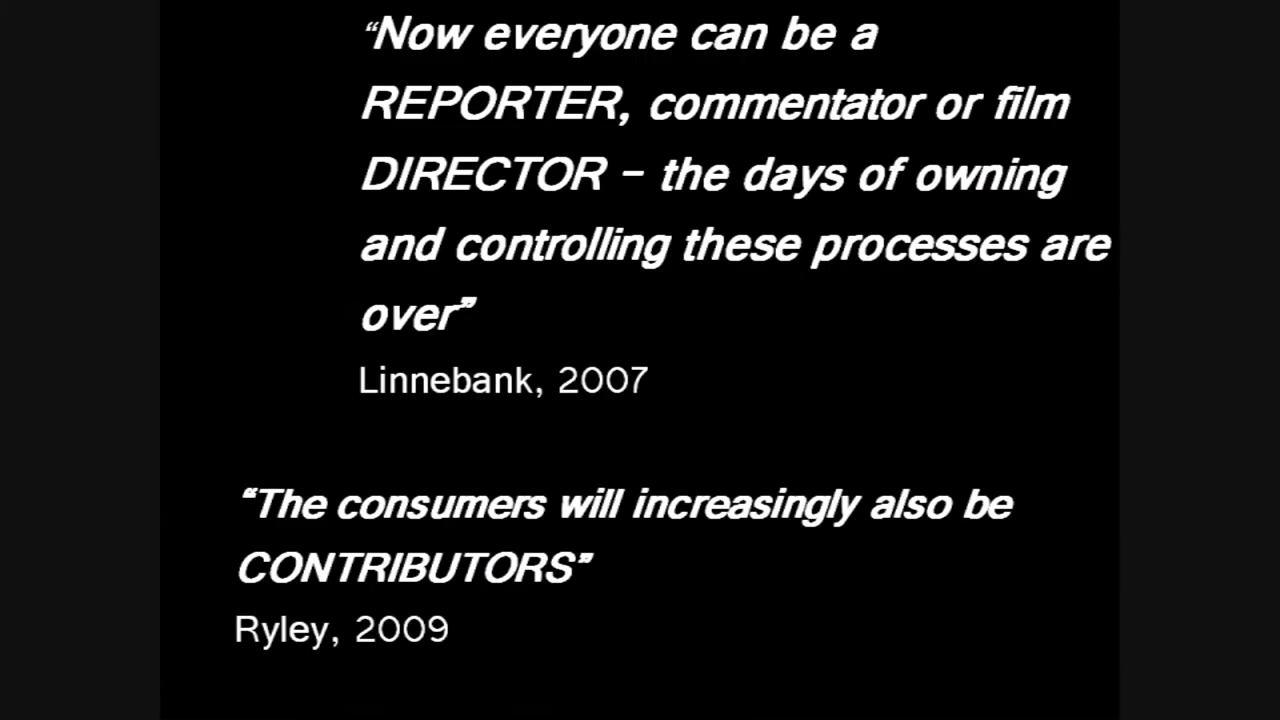 “Now everyone can be a
REPORTER, commentator or film
DIRECTOR – the days of owning
and controlling these processes are
over”
Linnebank, 2007
“The consumers will increasingly also be
CONTRIBUTORS”
Ryley, 2009